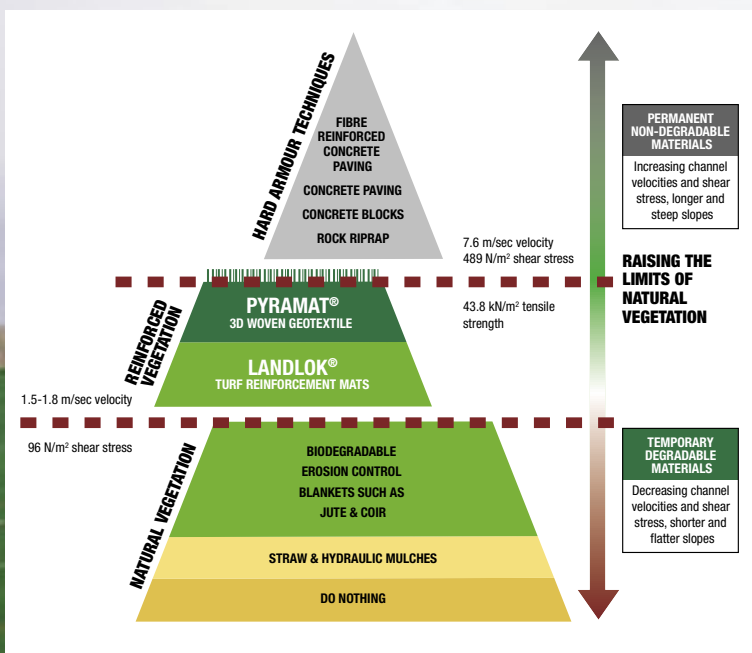 HARD ARMOUR TECHNIQUES
FIBRE
REINFORCED
CONCRETE
PAVING
CONCRETE PAVING
CONCRETE BLOCKS
ROCK RIPRAP
7.6 m/sec velocity
489 N/m² shear stress
43.8 kN/m² tensile
strength
REINFORCED
VEGETATION
PYRAMAT®
3D WOVEN GEOTEXTILE
LANDLOK®
TURF REINFORCEMENT MATS
1.5-1.8 m/sec velocity
96 N/m² shear stress
NATURAL VEGETATION
BIODEGRADABLE
EROSION CONTROL
BLANKETS SUCH AS
JUTE & COIR
STRAW & HYDRAULIC MULCHES
DO NOTHING
PERMANENT
NON-DEGRADABLE
MATERIALS
Increasing channel
velocities and shear
stress, longer and
steep slopes
RAISING THE
LIMITS OF
NATURAL
VEGETATION
TEMPORARY
DEGRADABLE
MATERIALS
Decreasing channel
velocities and shear
stress, shorter and
flatter slopes